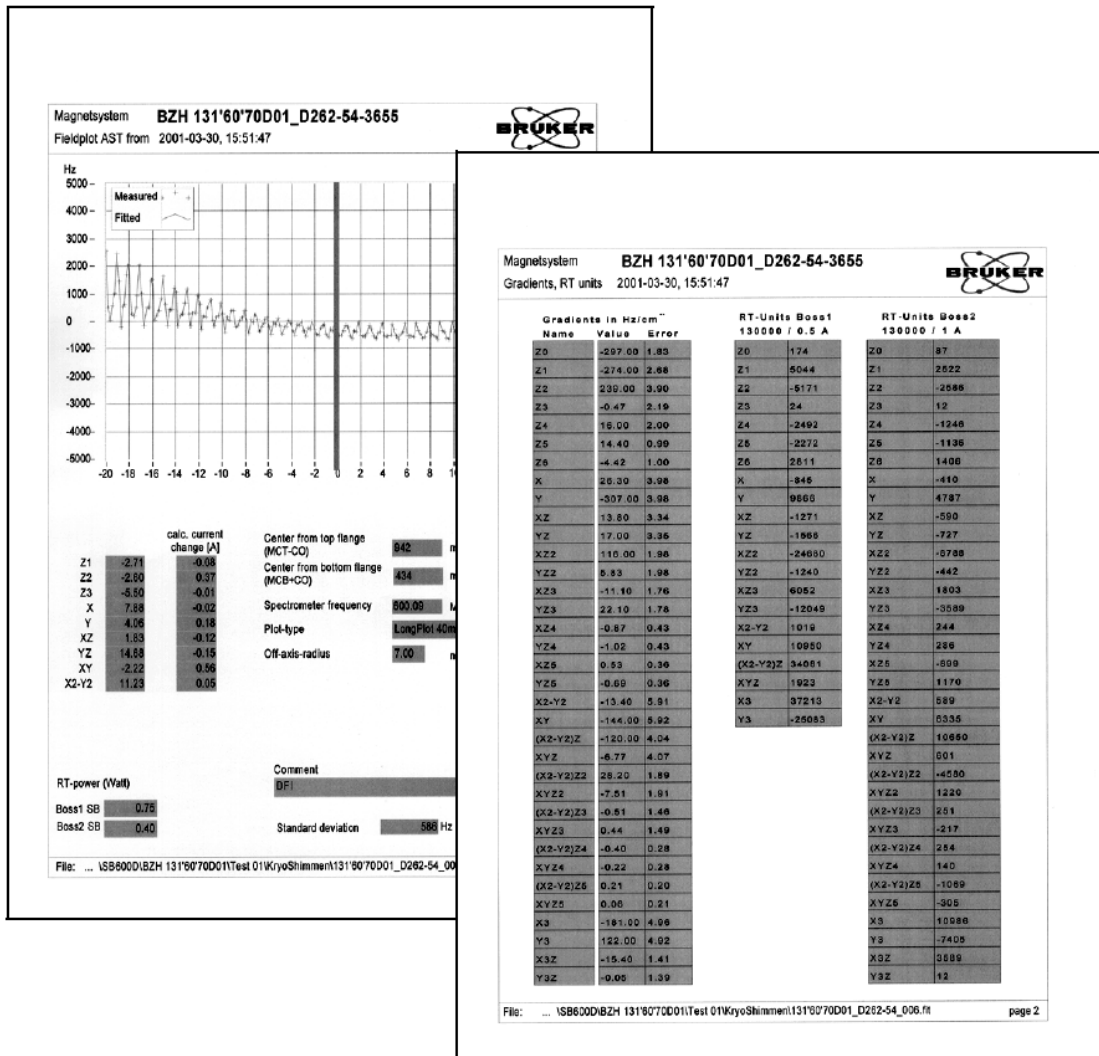 Magnetsystem BZH 131'60'70D01_D262-54-3655
Fieldplot AST from 2001-03-30, 15:51:47
BRUKER
Hz
5000
4000
3000
2000
1000
0
-1000
-2000
-3000
-4000
-5000
Measured
Fitted
-20 -18 -16 -14 -12 -10 -8 -6 -4 -2 0 2 4 6 8
calc. current
change [A]
Z1 -2.71 -0.08
Z2 -2.60 0.37
Z3 -5.50 -0.01
X 7.88 -0.02
Y 4.06 0.18
XZ 1.83 -0.12
YZ 14.68 -0.15
XY -2.22 0.56
X2-Y2 11.23 0.05
Center from top flange
(MCT-CO) 942
Center from bottom flange
(MCB+CO) 434
Spectrometer frequency 600.09
Plot-type LongPlot 40m
Off-axis-radius 7.00
RT-power (Watt)
Boss1 SB 0.75
Boss2 SB 0.40
Comment
DFI
Standard deviation 586 Hz
File: ... \SB600D\BZH 131'60'70D01\Test 01\KryoShimmen\131'60'70D01_D262-54_00
Magnetsystem BZH 131'60'70D01_D262-54-3655
Gradients, RT units 2001-03-30, 15:51:47
BRUKER
Gradients in Hz/cm RT-Units Boss1 RT-Units Boss2
Name Value Error 130000 / 0.5 A 130000 / 1 A
Z0 -297.00 1.83 Z0 174 Z0 87
Z1 -274.00 2.68 Z1 5044 Z1 2522
Z2 239.00 3.90 Z2 -5171 Z2
Z3 -0.47 2.19 Z3 24 Z3 12
Z4 16.00 2.00 Z4 -2492 Z4 -1246
Z5 14.40 0.99 Z5 -2272 Z5 -1136
Z6 -4.42 1.00 Z6 2811 Z6 1406
X 26.30 3.98 X X -410
Y -307.00 3.98 Y Y 4787
XZ 13.80 3.34 XZ -1271 XZ -590
YZ 17.00 3.35 YZ YZ -727
XZ2 116.00 1.98 XZ2 XZ2
YZ2 5.83 1.98 YZ2 -1240 YZ2 -442
XZ3 -11.10 1.76 XZ3 6052 XZ3 1803
YZ3 22.10 1.78 YZ3 -12049 YZ3 -3589
XZ4 -0.87 0.43 X2-Y2 1019 XZ4 244
YZ4 -1.02 0.43 XY 10950 YZ4 286
XZ5 0.53 0.36 (X2-Y2)Z 34081 XZ5 -899
YZ5 -0.69 0.36 XYZ 1923 YZ5 1170
X2-Y2 -13.40 5.91 X3 37213 X2-Y2 589
XY -144.00 5.92 Y3 -25083 XY 6335
(X2-Y2)Z -120.00 4.04 (X2-Y2)Z 10650
XYZ -6.77 4.07 XYZ 601
(X2-Y2)Z2 28.20 1.89 (X2-Y2)Z2
XYZ2 -7.51 1.91 XYZ2 1220
(X2-Y2)Z3 -0.51 1.46 (X2-Y2)Z3 251
XYZ3 0.44 1.49 XYZ3 -217
(X2-Y2)Z4 -0.40 0.28 (X2-Y2)Z4 254
XYZ4 -0.22 0.28 XYZ4 140
(X2-Y2)Z5 0.21 0.20 (X2-Y2)Z5 -1069
XYZ5 0.06 0.21 XYZ5 -305
X3 -181.00 4.96 X3 10986
Y3 122.00 4.92 Y3 -7405
X3Z -15.40 1.41 X3Z 3589
Y3Z -0.05 1.39 Y3Z 12
File: ... \SB600D\BZH 131'60'70D01\Test 01\KryoShimmen\131'60'70D01_D262-54_006.fit page 2